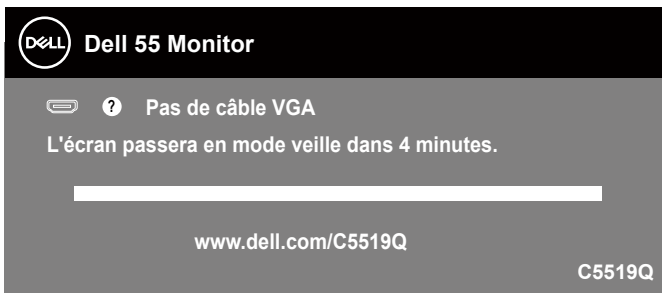 DELL Dell 55 Monitor
? Pas de câble VGA
L'écran passera en mode veille dans 4 minutes.
www.dell.com/C5519Q
C5519Q